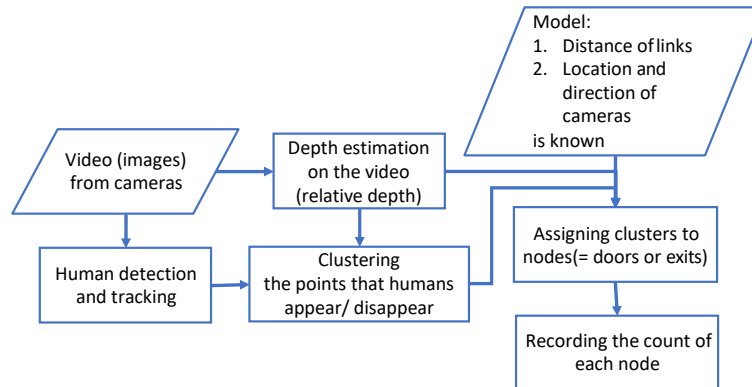 Model:
1. Distance of links
2. Location and
direction of
cameras
is known
Video (images)
from cameras
Depth estimation
on the video
(relative depth)
Human detection
and tracking
Clustering
the points that humans
appear/ disappear
Assigning clusters to
nodes(= doors or exits)
Recording the count of
each node